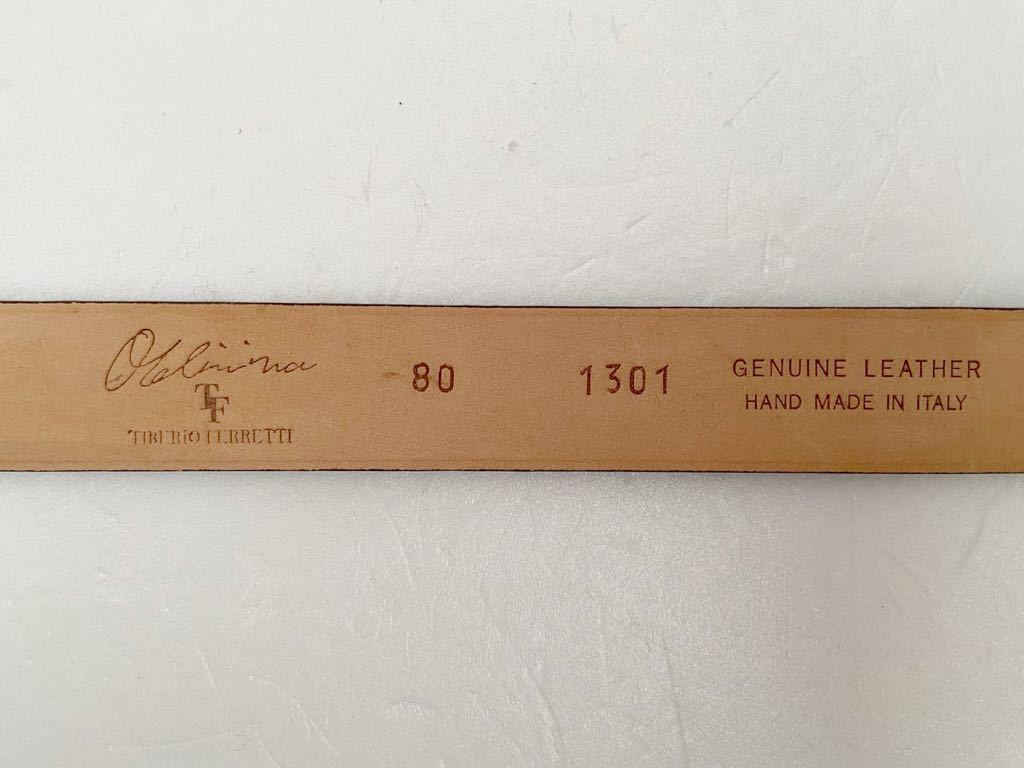 TF
TIBERIO FERRETTI
80
1301
GENUINE LEATHER
HAND MADE IN ITALY